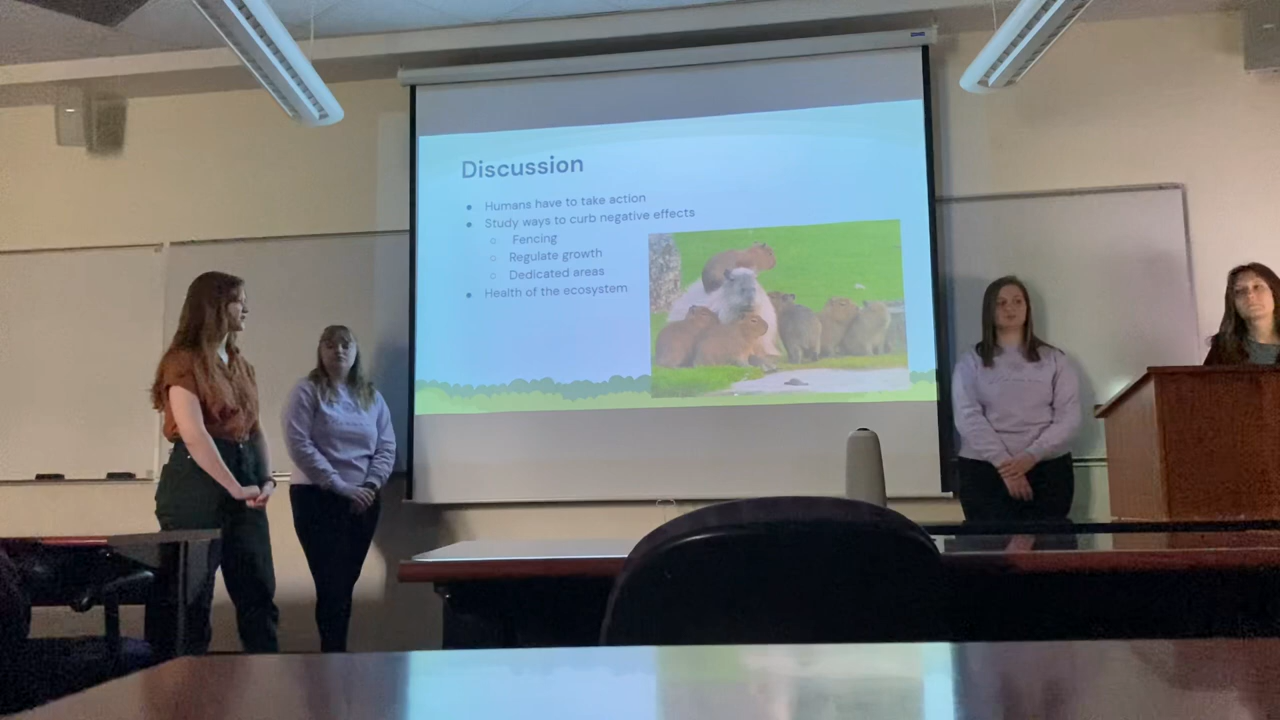 Discussion
Humans have to take action
Study ways to curb negative effects
Fencing
Regulate growth
Dedicated areas
Health of the ecosystem